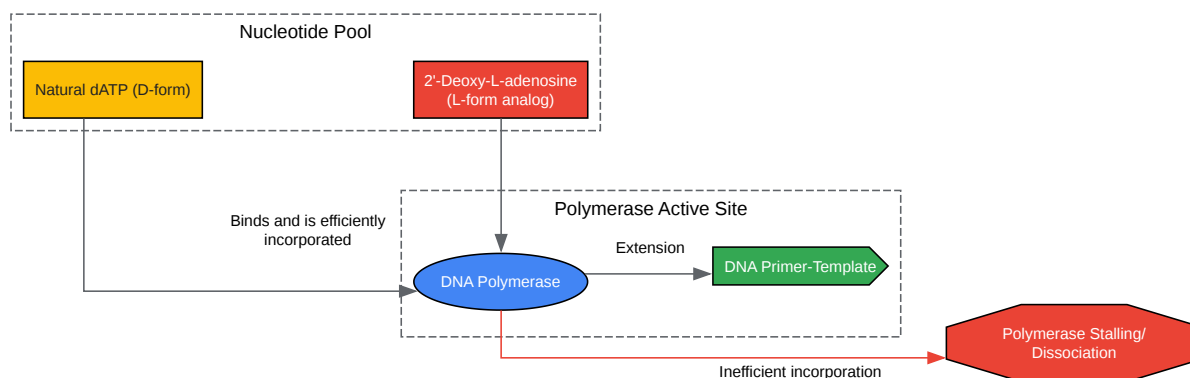 Nucleotide Pool
Natural dATP (D-form)
2'-Deoxy-L-adenosine
(L-form analog)
Binds and is efficiently
incorporated
Polymerase Active Site
Extension
DNA Polymerase
DNA Primer-Template
Polymerase Stalling/
Dissociation
Inefficient incorporation